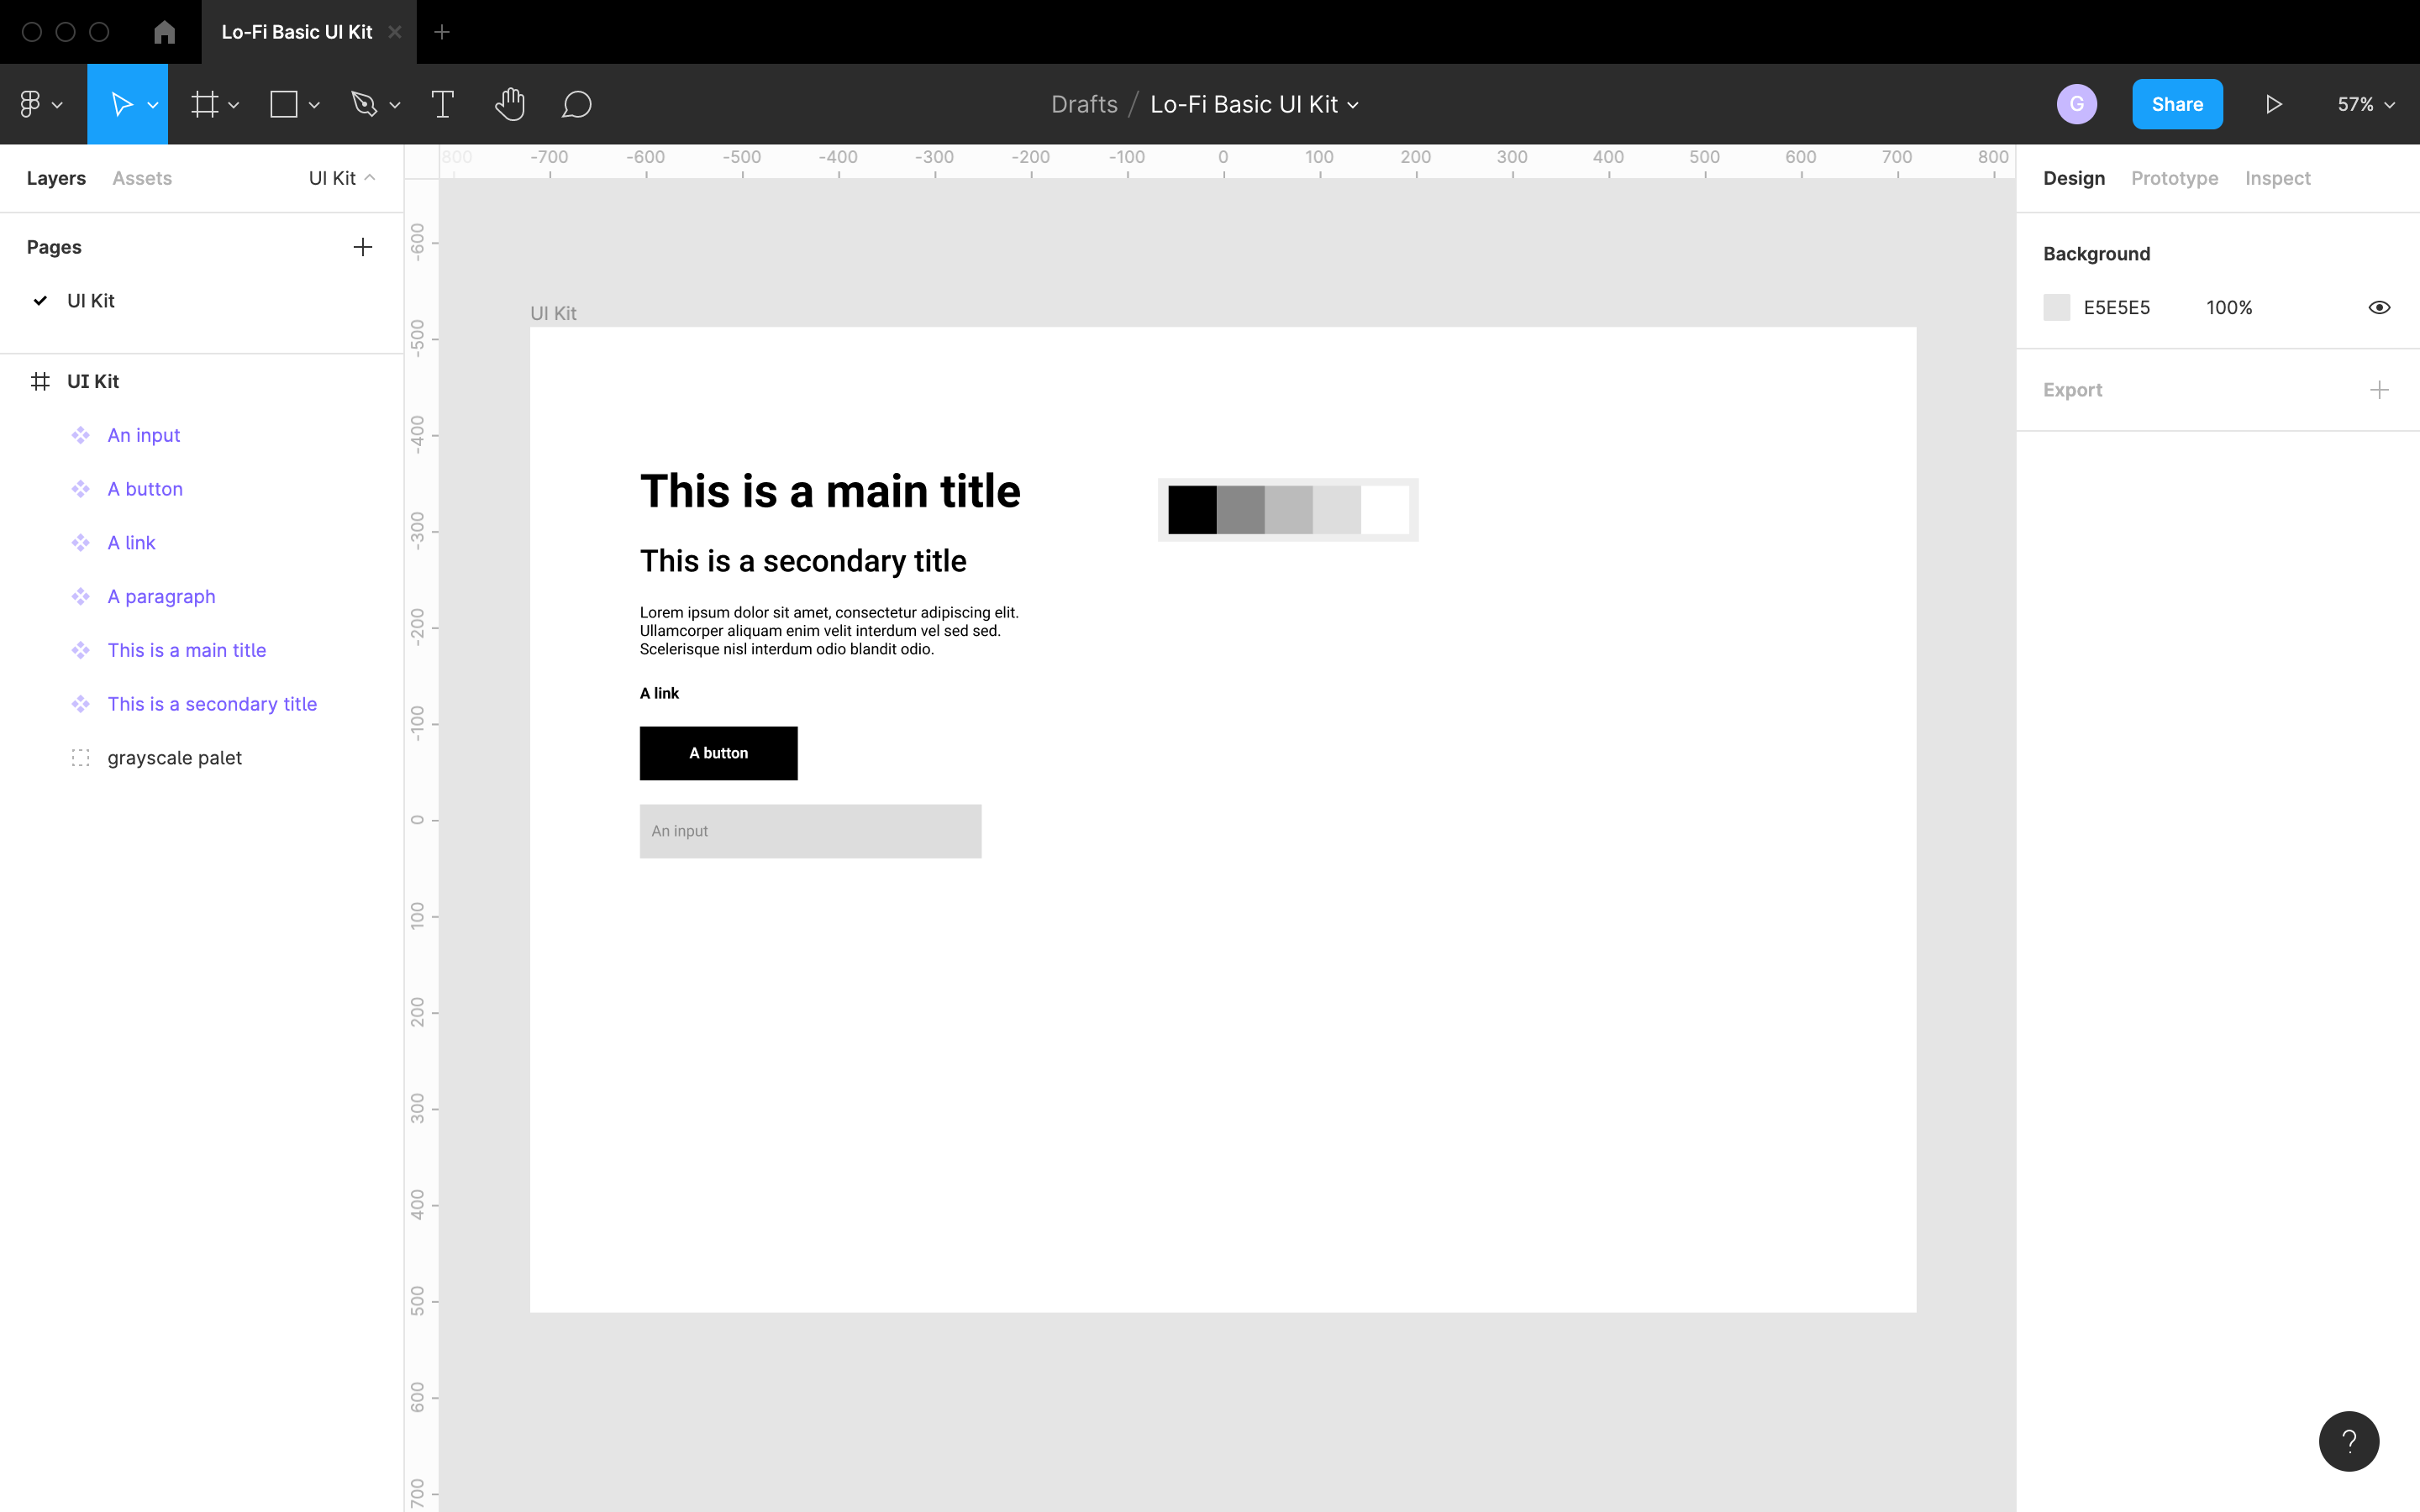 Lo-Fi Basic UI Kit
Drafts / Lo-Fi Basic UI Kit
G
Share
57%
Layers
Assets
UI Kit
Pages
UI Kit
UI Kit
An input
A button
A link
A paragraph
This is a main title
This is a secondary title
grayscale palet
800 -700 -600 -500 -400 -300 -200 -100 0 100 200 300 400 500 600 700 800
-600
-500
-400
-300
-200
-100
0
100
200
300
400
500
600
700
UI Kit
This is a main title
This is a secondary title
Lorem ipsum dolor sit amet, consectetur adipiscing elit.
Ullamcorper aliquam enim velit interdum vel sed sed.
Scelerisque nisl interdum odio blandit odio.
A link
A button
An input
Design
Prototype
Inspect
Background
E5E5E5 100%
Export
?